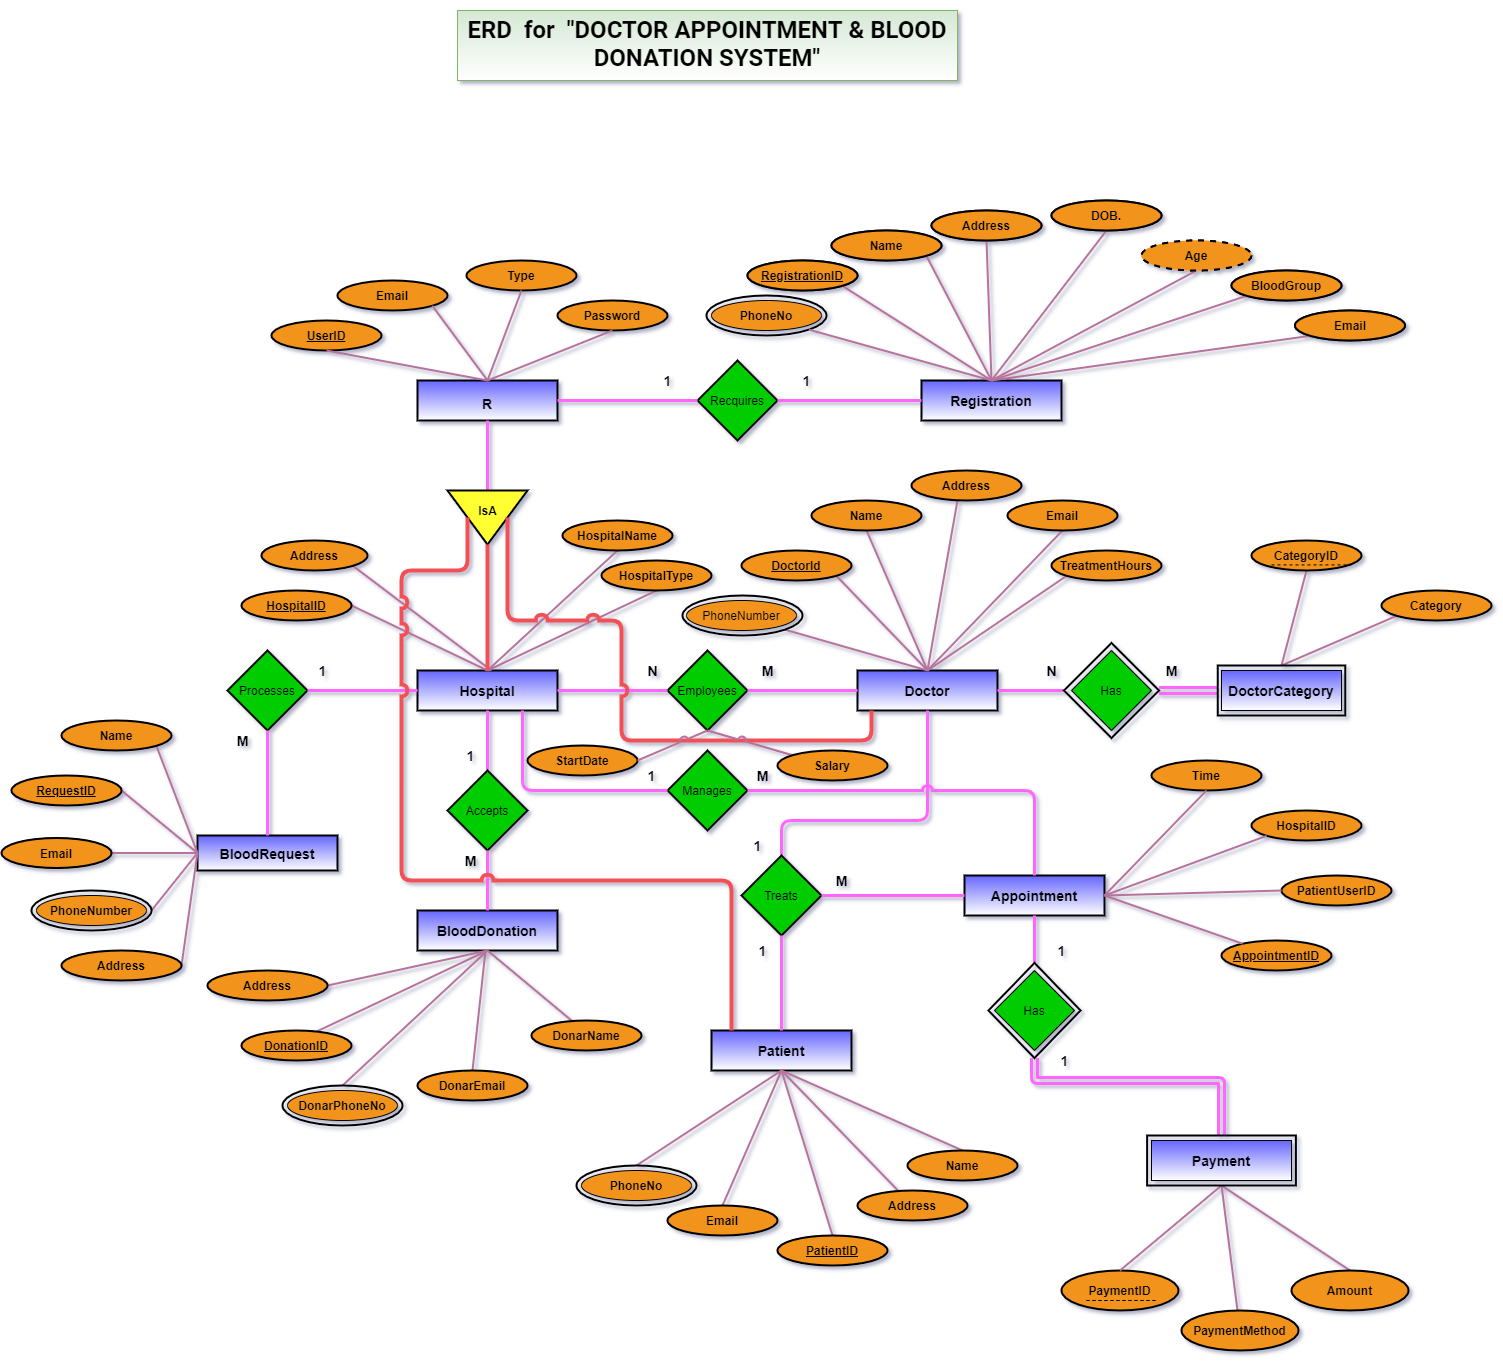 ERD for "DOCTOR APPOINTMENT & BLOOD
DONATION SYSTEM"
DOB.
Address
Name
Age
RegistrationID
BloodGroup
PhoneNo
Email
Type
Email
Password
UserID
R
1
Recquires
1
Registration
IsA
Address
HospitalID
HospitalName
HospitalType
Address
Name
Email
DoctorId
TreatmentHours
PhoneNumber
CategoryID
Category
Processes
1
Hospital
N
Employees
M
Doctor
N
Has
M
DoctorCategory
M
StartDate
Salary
1
1
Manages
M
Accepts
M
Name
RequestID
Email
PhoneNumber
Address
BloodRequest
Time
HospitalID
PatientUserID
AppointmentID
1
Treats
M
Appointment
1
1
Has
1
BloodDonation
Address
DonationID
DonarPhoneNo
DonarEmail
DonarName
Patient
PhoneNo
Email
PatientID
Address
Name
Payment
PaymentID
PaymentMethod
Amount